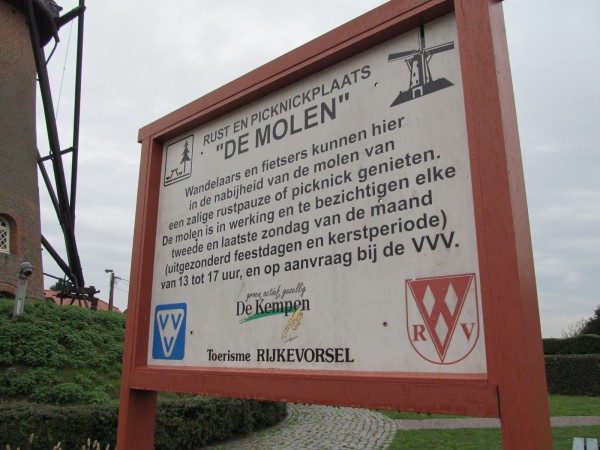 RUST EN PICKNICKPLAATS
"DE MOLEN"
Wandelaars en fietsers kunnen hier
in de nabijheid van de molen van
een zalige rustpauze of picknick genieten.
De molen is in werking en te bezichtigen elke
tweede en laatste zondag van de maand
(uitgezonderd feestdagen en kerstperiode)
van 13 tot 17 uur, en op aanvraag bij de VVV.
groen, actief, gezellig
De Kempen
VVV
R V
Toerisme RIJKEVORSEL